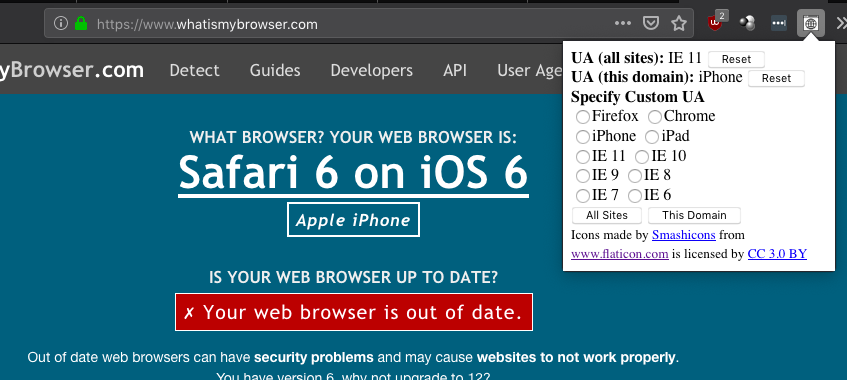 https://www.whatismybrowser.com
2
yBrowser.com Detect Guides Developers API User Age
UA (all sites): IE 11 Reset
UA (this domain): iPhone Reset
Specify Custom UA
Firefox Chrome
iPhone iPad
IE 11 IE 10
IE 9 IE 8
IE 7 IE 6
All Sites This Domain
Icons made by Smashicons from
www.flaticon.com is licensed by CC 3.0 BY
WHAT BROWSER? YOUR WEB BROWSER IS:
Safari 6 on iOS 6
Apple iPhone
IS YOUR WEB BROWSER UP TO DATE?
✗ Your web browser is out of date.
Out of date web browsers can have security problems and may cause websites to not work properly.
You have version 6, why not upgrade to 12?